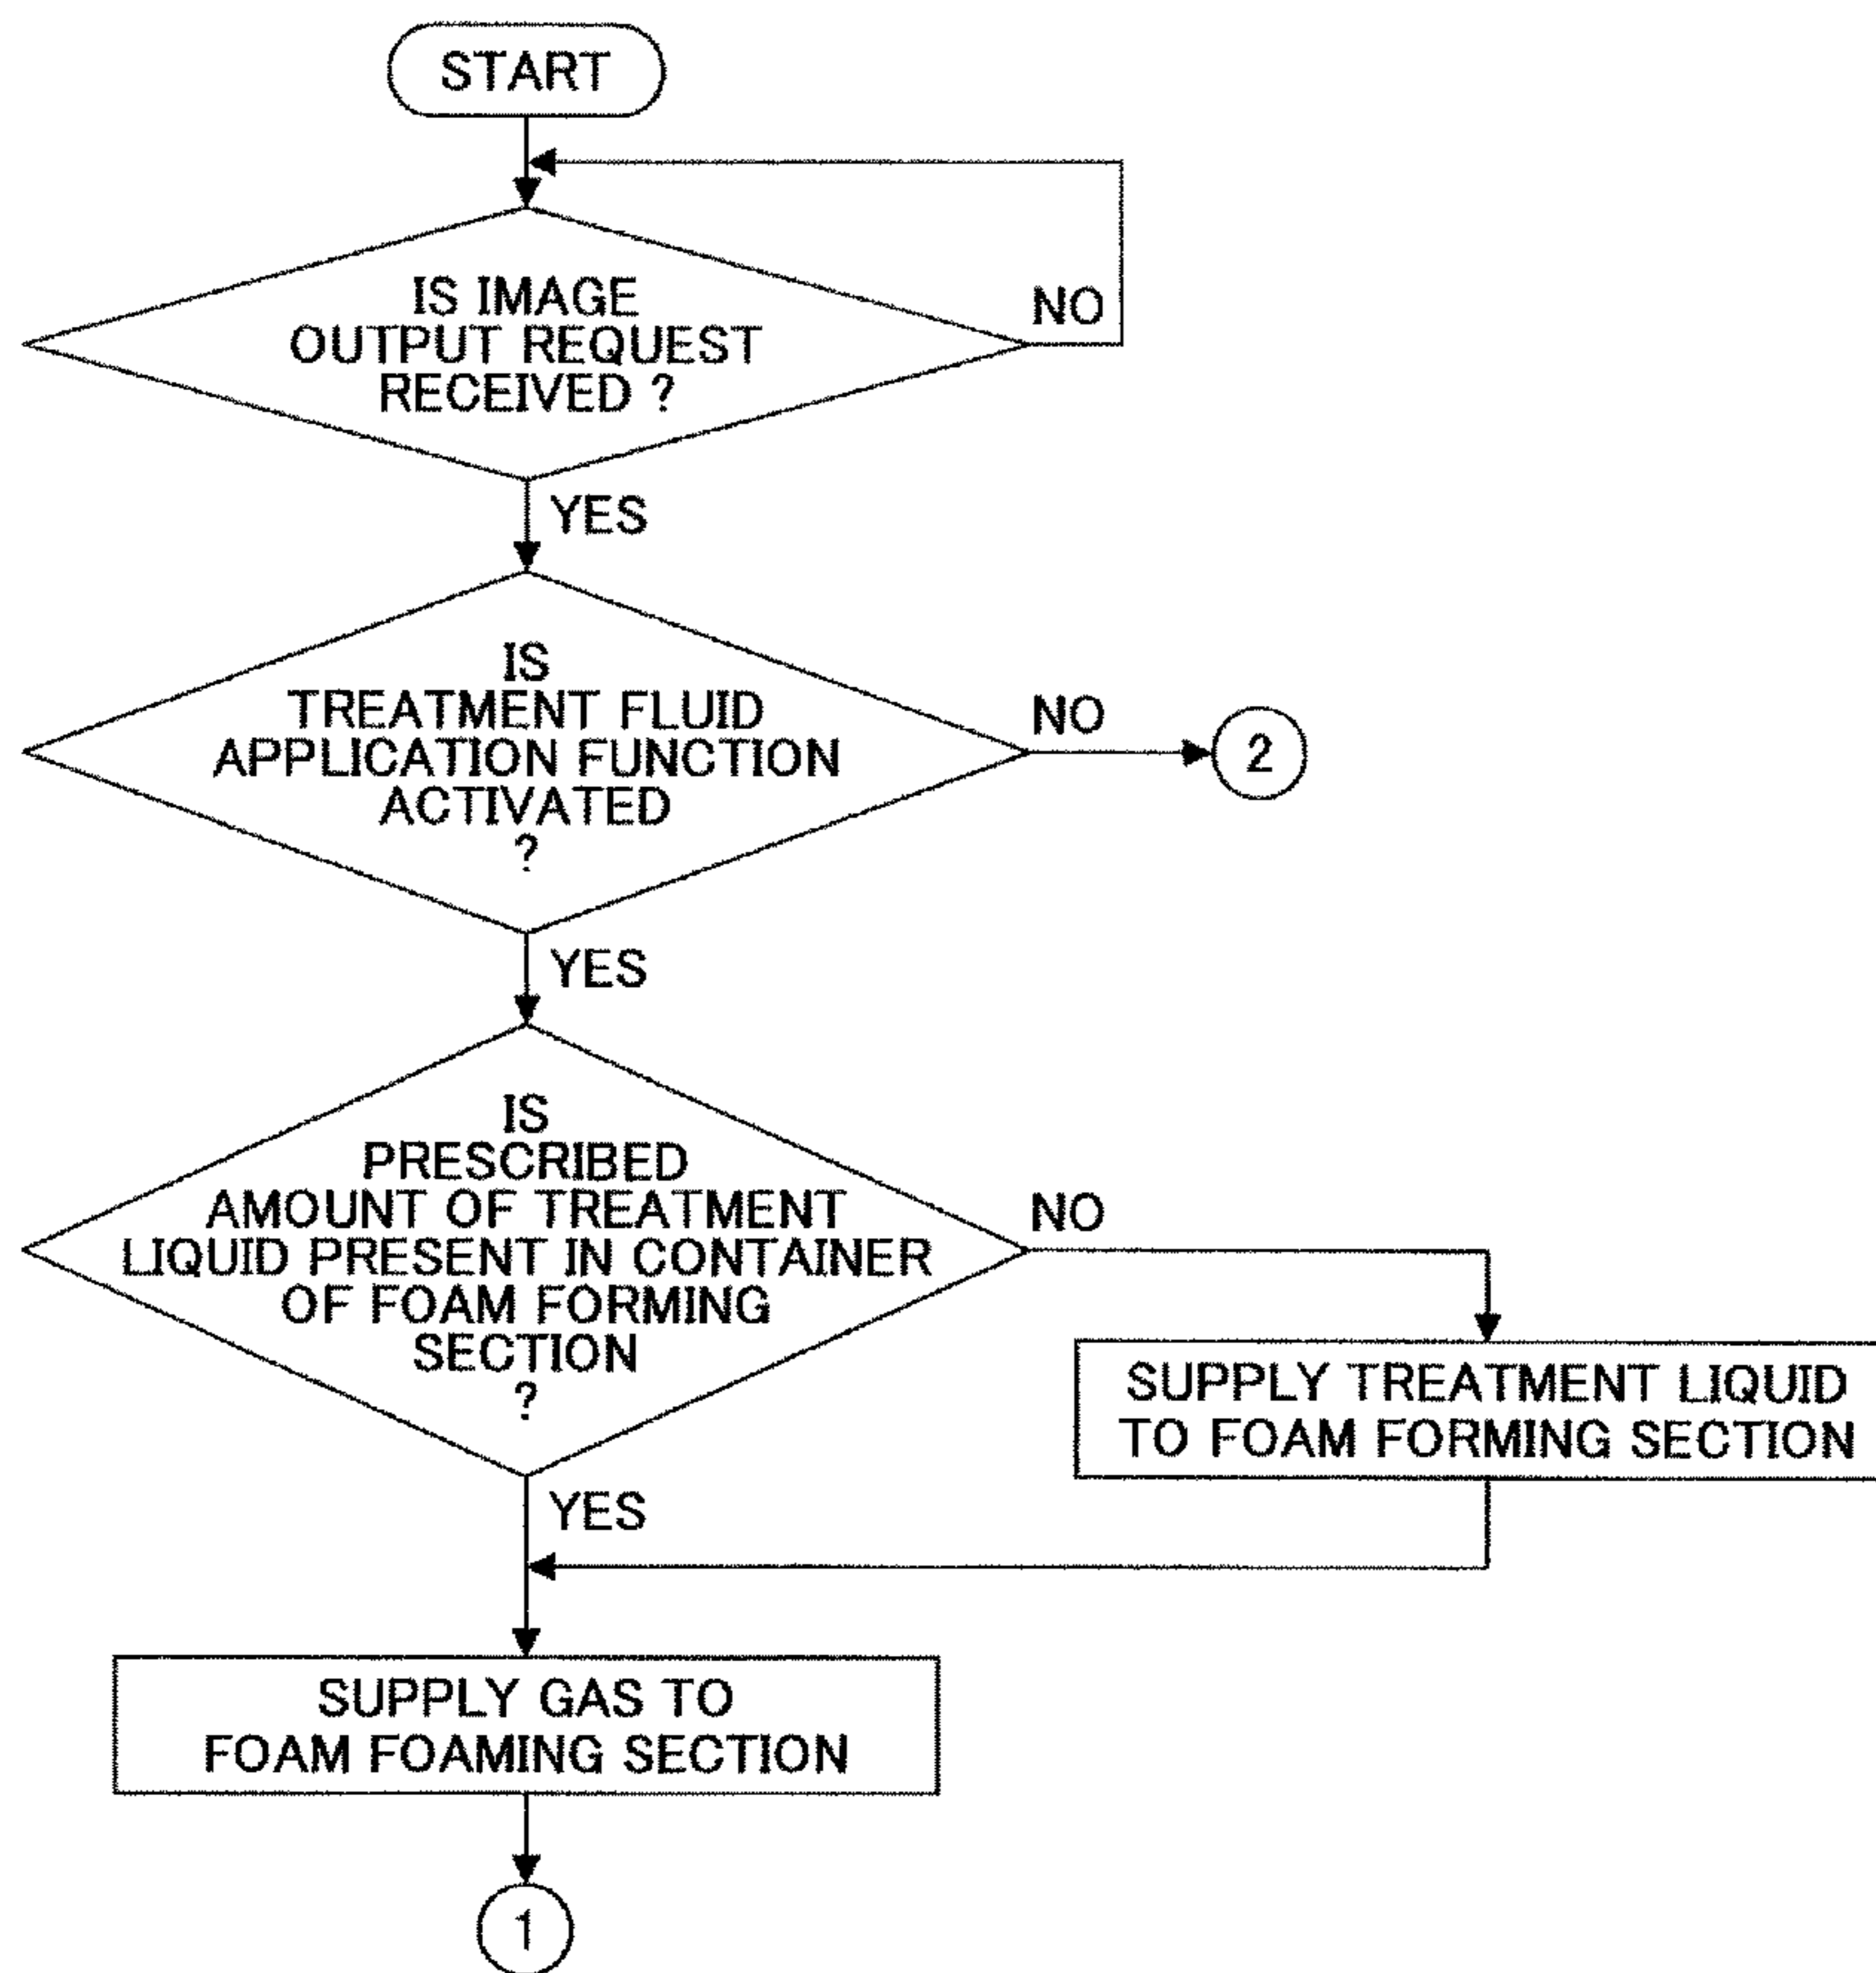 START
IS IMAGE
OUTPUT REQUEST
RECEIVED ?
NO
YES
IS
TREATMENT FLUID
APPLICATION FUNCTION
ACTIVATED
?
NO
2
YES
IS
PRESCRIBED
AMOUNT OF TREATMENT
LIQUID PRESENT IN CONTAINER
OF FOAM FORMING
SECTION
?
NO
SUPPLY TREATMENT LIQUID
TO FOAM FORMING SECTION
YES
SUPPLY GAS TO
FOAM FOAMING SECTION
1